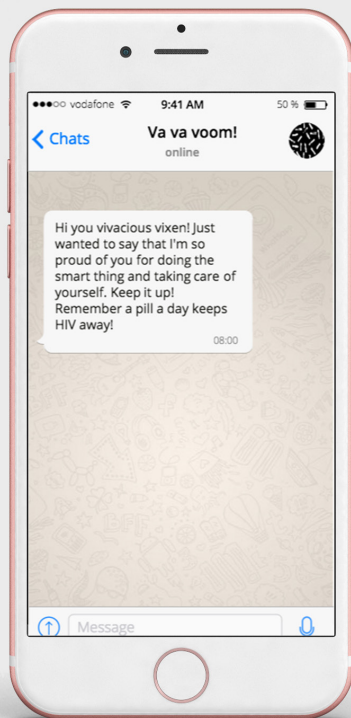 vodafone 9:41 AM 50 %
Chats Va va voom!
online
Hi you vivacious vixen! Just
wanted to say that I'm so
proud of you for doing the
smart thing and taking care of
yourself. Keep it up!
Remember a pill a day keeps
HIV away!
08:00
Message